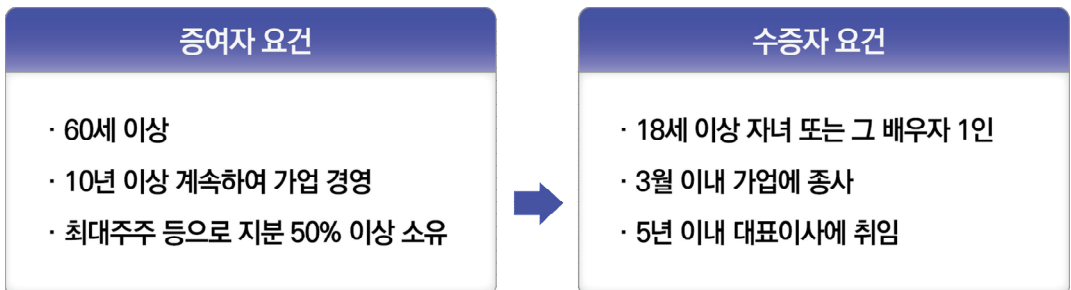 증여자 요건
· 60세 이상
· 10년 이상 계속하여 가업 경영
· 최대주주 등으로 지분 50% 이상 소유
수증자 요건
· 18세 이상 자녀 또는 그 배우자 1인
· 3월 이내 가업에 종사
· 5년 이내 대표이사에 취임